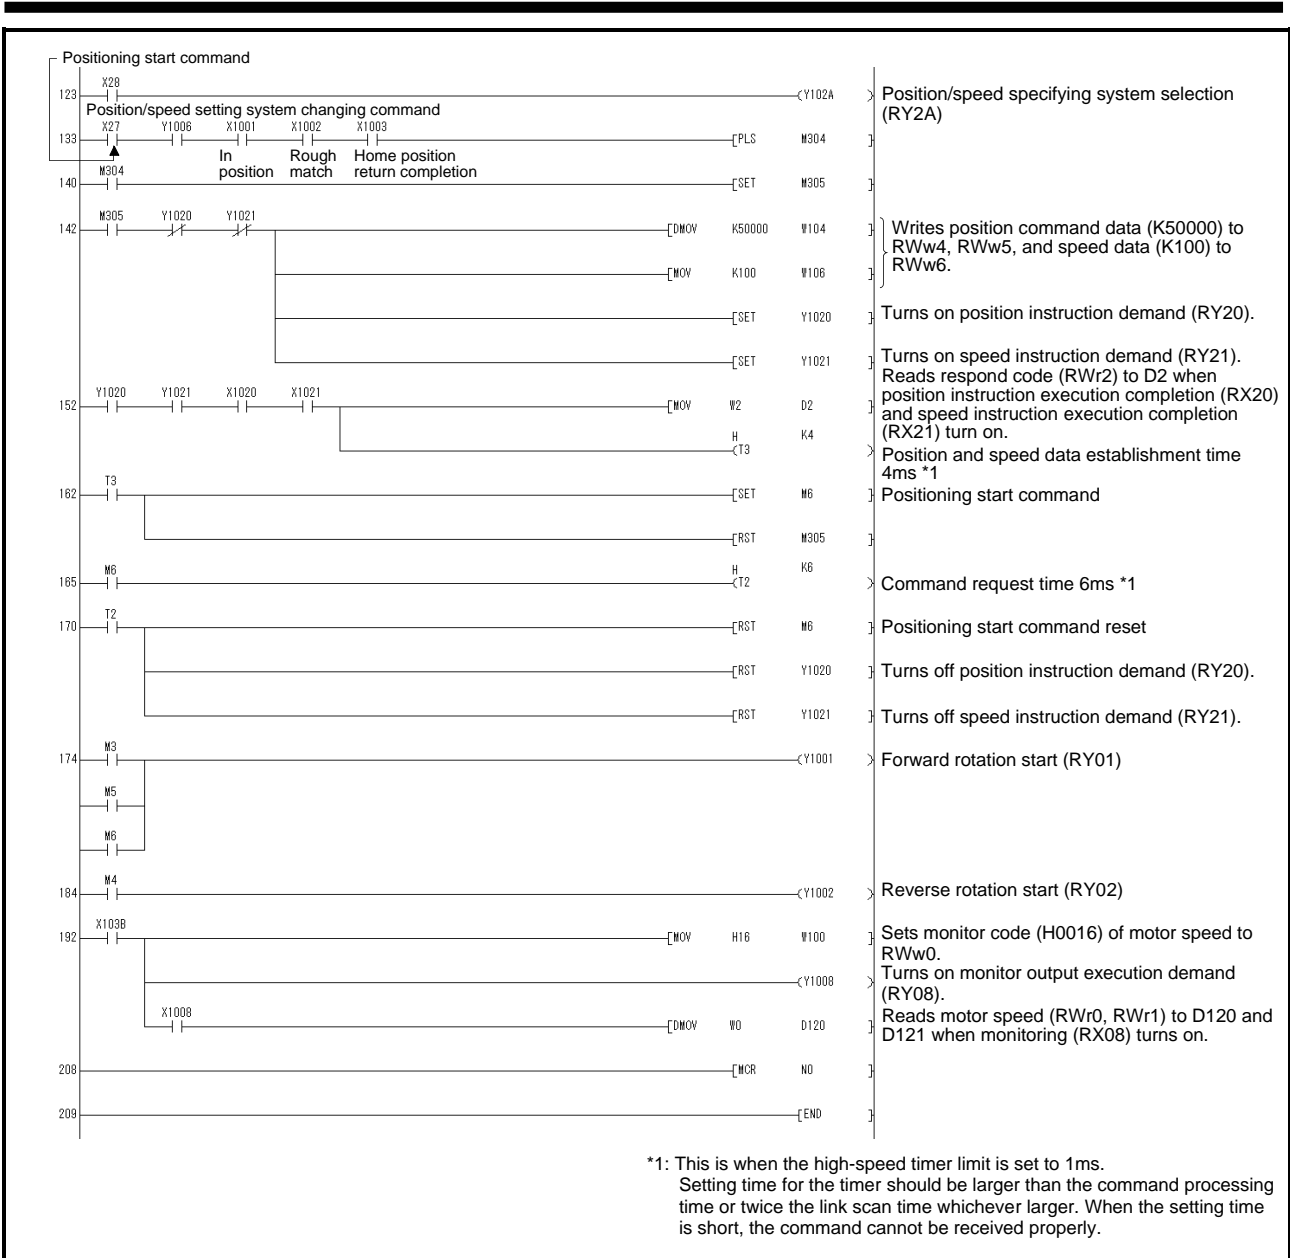 Positioning start command
X28
123 (Y102A ) Position/speed specifying system selection
(RY2A)
Position/speed setting system changing command
X27 Y1006 X1001 X1002 X1003
133 [PLS M304 ]
In position Rough match Home position return completion
M304
140 [SET M305 ]
M305 Y1020 Y1021
142 [DMOV K50000 W104 ] Writes position command data (K50000) to
RWw4, RWw5, and speed data (K100) to
RWw6.
[MOV K100 W106 ]
[SET Y1020 ] Turns on position instruction demand (RY20).
[SET Y1021 ] Turns on speed instruction demand (RY21).
Reads respond code (RWr2) to D2 when
position instruction execution completion (RX20)
and speed instruction execution completion
(RX21) turn on.
Y1020 Y1021 X1020 X1021
152 [MOV W2 D2 ]
H K4
(T3 ) Position and speed data establishment time
4ms *1
T3
162 [SET M6 ] Positioning start command
[RST M305 ]
M6 H K6
165 (T2 ) Command request time 6ms *1
T2
170 [RST M6 ] Positioning start command reset
[RST Y1020 ] Turns off position instruction demand (RY20).
[RST Y1021 ] Turns off speed instruction demand (RY21).
M3
174 (Y1001 ) Forward rotation start (RY01)
M5
M6
M4
184 (Y1002 ) Reverse rotation start (RY02)
X103B
192 [MOV H16 W100 ] Sets monitor code (H0016) of motor speed to
RWw0.
(Y1008 ) Turns on monitor output execution demand
(RY08).
X1008
[DMOV W0 D120 ] Reads motor speed (RWr0, RWr1) to D120 and
D121 when monitoring (RX08) turns on.
208 [MCR N0 ]
209 [END ]
*1: This is when the high-speed timer limit is set to 1ms.
Setting time for the timer should be larger than the command processing
time or twice the link scan time whichever larger. When the setting time
is short, the command cannot be received properly.